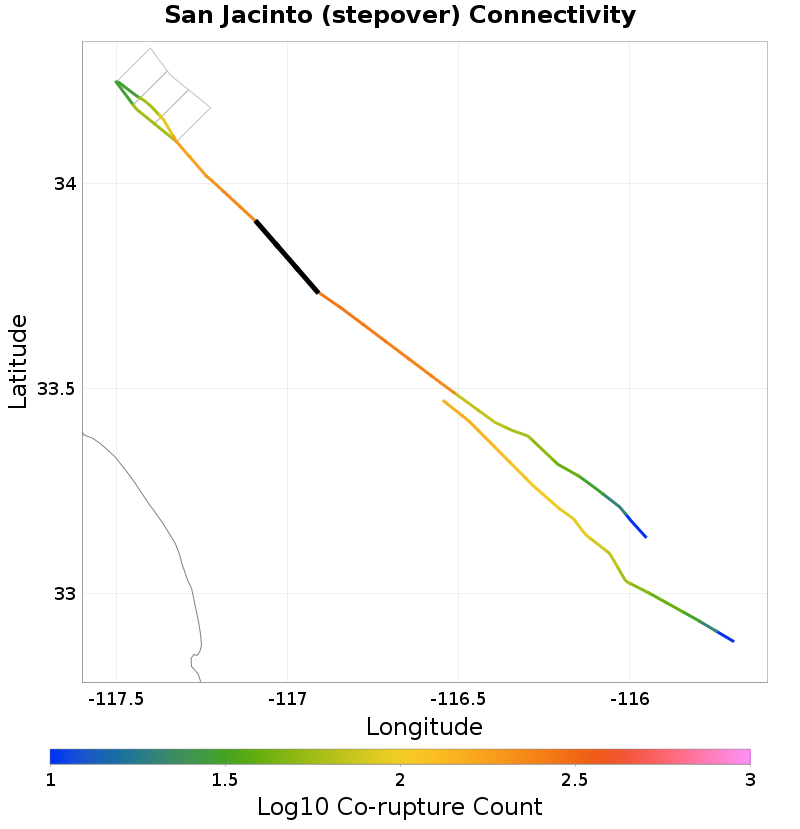 San Jacinto (stepover) Connectivity
34
33.5
33
Latitude
-117.5 -117 -116.5 -116
Longitude
1 1.5 2 2.5 3
Log10 Co-rupture Count